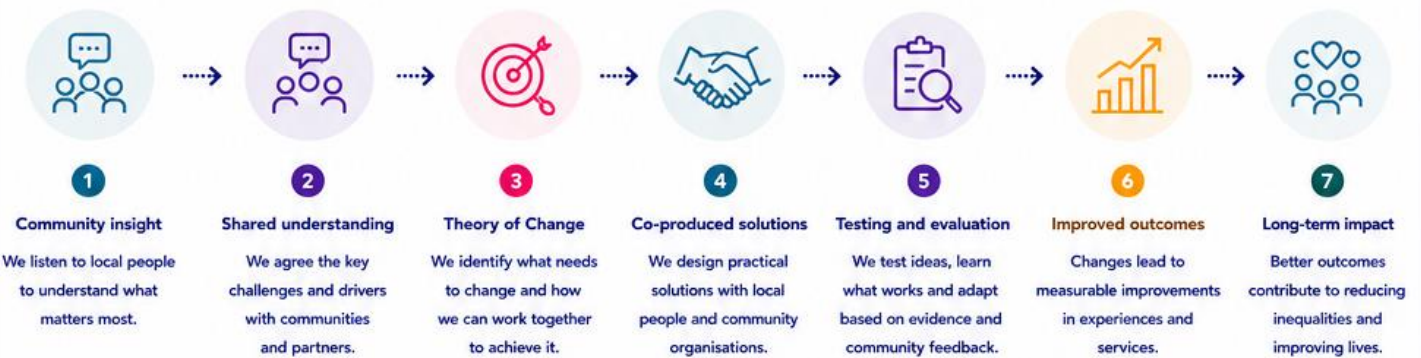 1
Community insight
We listen to local people
to understand what
matters most.
2
Shared understanding
We agree the key
challenges and drivers
with communities
and partners.
3
Theory of Change
We identify what needs
to change and how
we can work together
to achieve it.
4
Co-produced solutions
We design practical
solutions with local
people and community
organisations.
5
Testing and evaluation
We test ideas, learn
what works and adapt
based on evidence and
community feedback.
6
Improved outcomes
Changes lead to
measurable improvements
in experiences and
services.
7
Long-term impact
Better outcomes
contribute to reducing
inequalities and
improving lives.